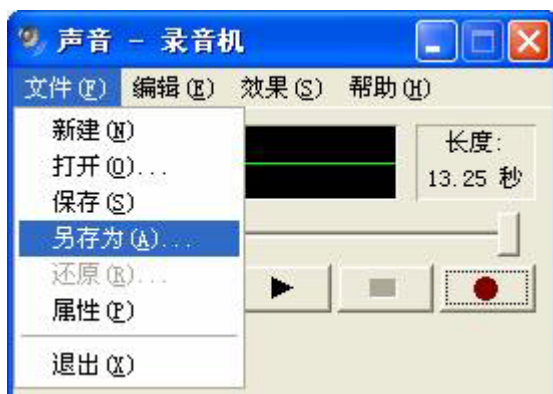 声音 - 录音机
文件(F) 编辑(E) 效果(S) 帮助(H)
新建(N)
打开(O)...
保存(S)
另存为(A)...
还原(R)...
属性(P)
退出(X)
长度:
13.25 秒